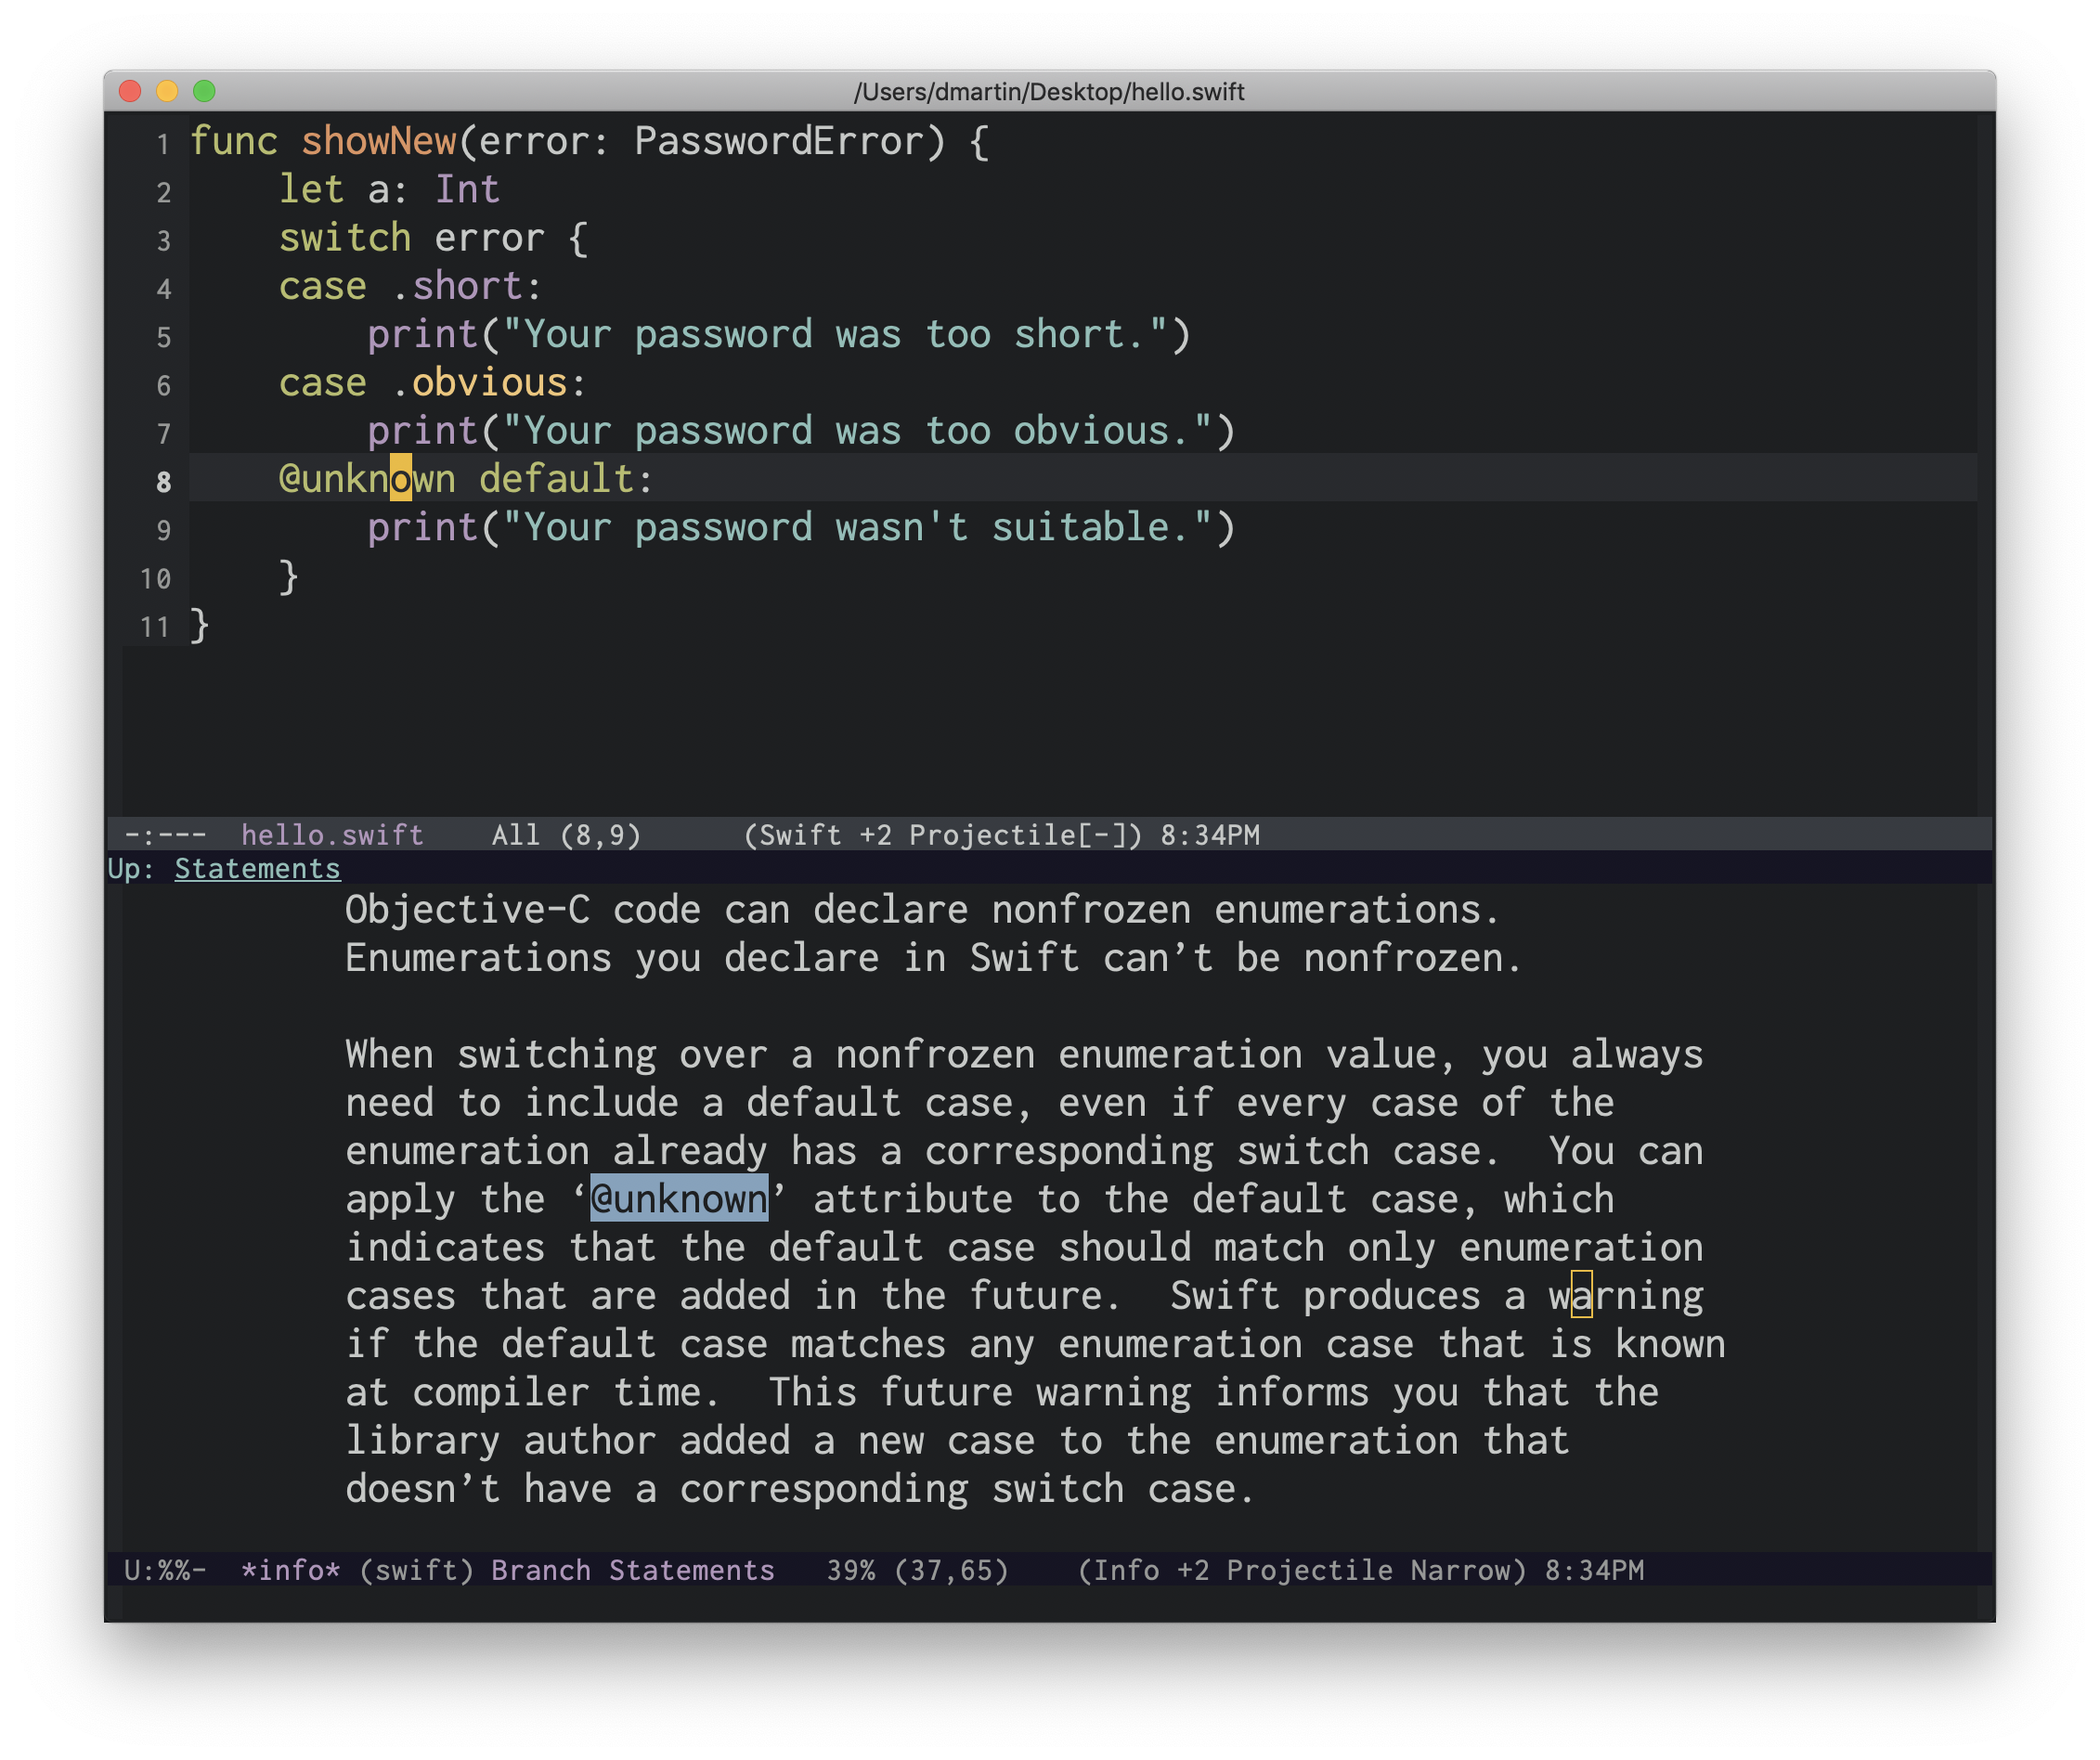 /Users/dmartin/Desktop/hello.swift
1 func showNew(error: PasswordError) {
2     let a: Int
3     switch error {
4     case .short:
5         print("Your password was too short.")
6     case .obvious:
7         print("Your password was too obvious.")
8     @unknown default:
9         print("Your password wasn't suitable.")
10     }
11 }
-:---  hello.swift    All (8,9)      (Swift +2 Projectile[-]) 8:34PM
Up: Statements
Objective-C code can declare nonfrozen enumerations.
Enumerations you declare in Swift can’t be nonfrozen.
When switching over a nonfrozen enumeration value, you always
need to include a default case, even if every case of the
enumeration already has a corresponding switch case.  You can
apply the ‘@unknown’ attribute to the default case, which
indicates that the default case should match only enumeration
cases that are added in the future.  Swift produces a warning
if the default case matches any enumeration case that is known
at compiler time.  This future warning informs you that the
library author added a new case to the enumeration that
doesn’t have a corresponding switch case.
U:%%-  *info* (swift) Branch Statements   39% (37,65)    (Info +2 Projectile Narrow) 8:34PM